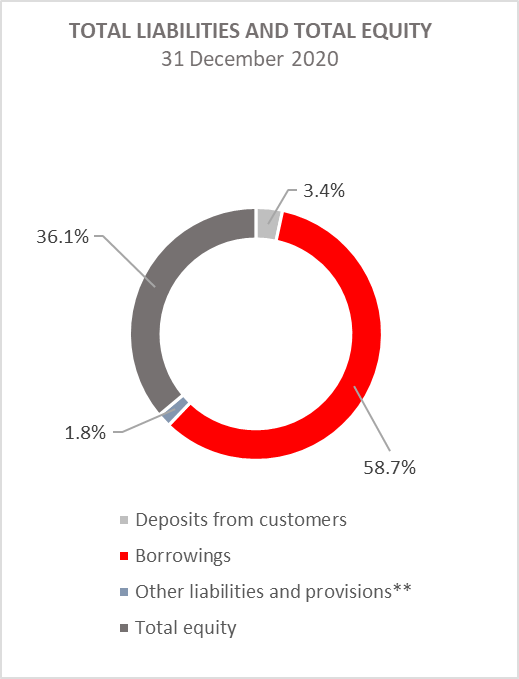 TOTAL LIABILITIES AND TOTAL EQUITY
31 December 2020
3.4%
36.1%
1.8%
58.7%
Deposits from customers
Borrowings
Other liabilities and provisions**
Total equity